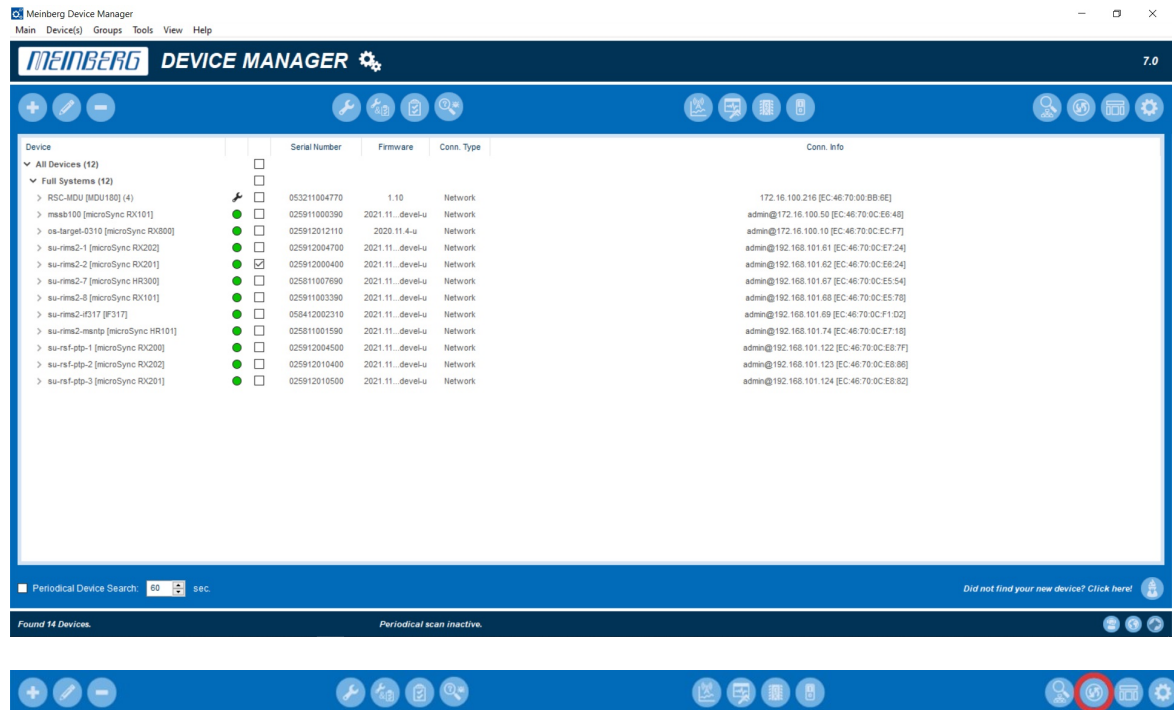 Meinberg Device Manager
Main Device(s) Groups Tools View Help
MEINBERG DEVICE MANAGER 7.0
Device Serial Number Firmware Conn. Type Conn. Info
All Devices (12)
Full Systems (12)
RSC-MDU [MDU180] (4) 053211004770 1.10 Network 172.16.100.216 [EC:46:70:00:BB:6E]
mssb100 [microSync RX101] 025911000390 2021.11...devel-u Network admin@172.16.100.50 [EC:46:70:0C:E6:48]
os-target-0310 [microSync RX800] 025912012110 2020.11.4-u Network admin@172.16.100.10 [EC:46:70:0C:EC:F7]
su-rims2-1 [microSync RX202] 025912004700 2021.11...devel-u Network admin@192.168.101.61 [EC:46:70:0C:E7:24]
su-rims2-2 [microSync RX201] 025912000400 2021.11...devel-u Network admin@192.168.101.62 [EC:46:70:0C:E6:24]
su-rims2-7 [microSync HR300] 025811007690 2021.11...devel-u Network admin@192.168.101.67 [EC:46:70:0C:E5:54]
su-rims2-8 [microSync RX101] 025911003390 2021.11...devel-u Network admin@192.168.101.68 [EC:46:70:0C:E5:78]
su-rims2-if317 [IF317] 058412002310 2021.11...devel-u Network admin@192.168.101.69 [EC:46:70:0C:F1:D2]
su-rims2-msntp [microSync HR101] 025811001590 2021.11...devel-u Network admin@192.168.101.74 [EC:46:70:0C:E7:18]
su-rsf-ptp-1 [microSync RX200] 025912004500 2021.11...devel-u Network admin@192.168.101.122 [EC:46:70:0C:E8:7F]
su-rsf-ptp-2 [microSync RX202] 025912010400 2021.11...devel-u Network admin@192.168.101.123 [EC:46:70:0C:E8:86]
su-rsf-ptp-3 [microSync RX201] 025912010500 2021.11...devel-u Network admin@192.168.101.124 [EC:46:70:0C:E8:82]
Periodical Device Search: 60 sec. Did not find your new device? Click here!
Found 14 Devices. Periodical scan inactive.